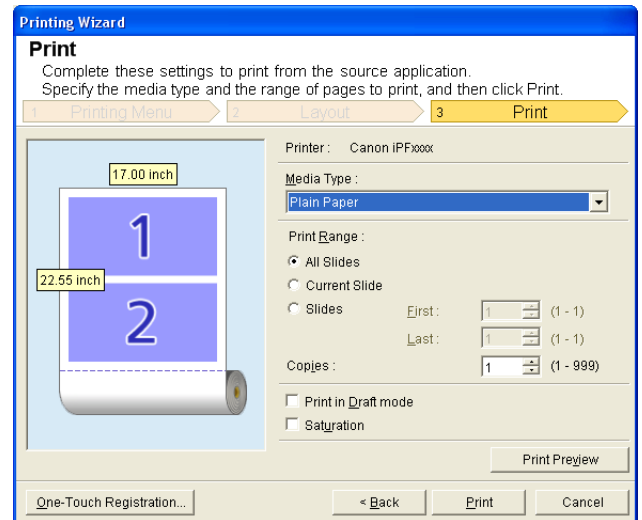 Printing Wizard
Print
Complete these settings to print from the source application.
Specify the media type and the range of pages to print, and then click Print.
1 Printing Menu 2 Layout 3 Print
Printer : Canon iPFxxxx
17.00 inch
22.55 inch
1
2
Media Type :
Plain Paper
Print Range :
All Slides
Current Slide
Slides First : 1 (1 - 1)
Last : 1 (1 - 1)
Copies : 1 (1 - 999)
Print in Draft mode
Saturation
Print Preview
One-Touch Registration... < Back Print Cancel